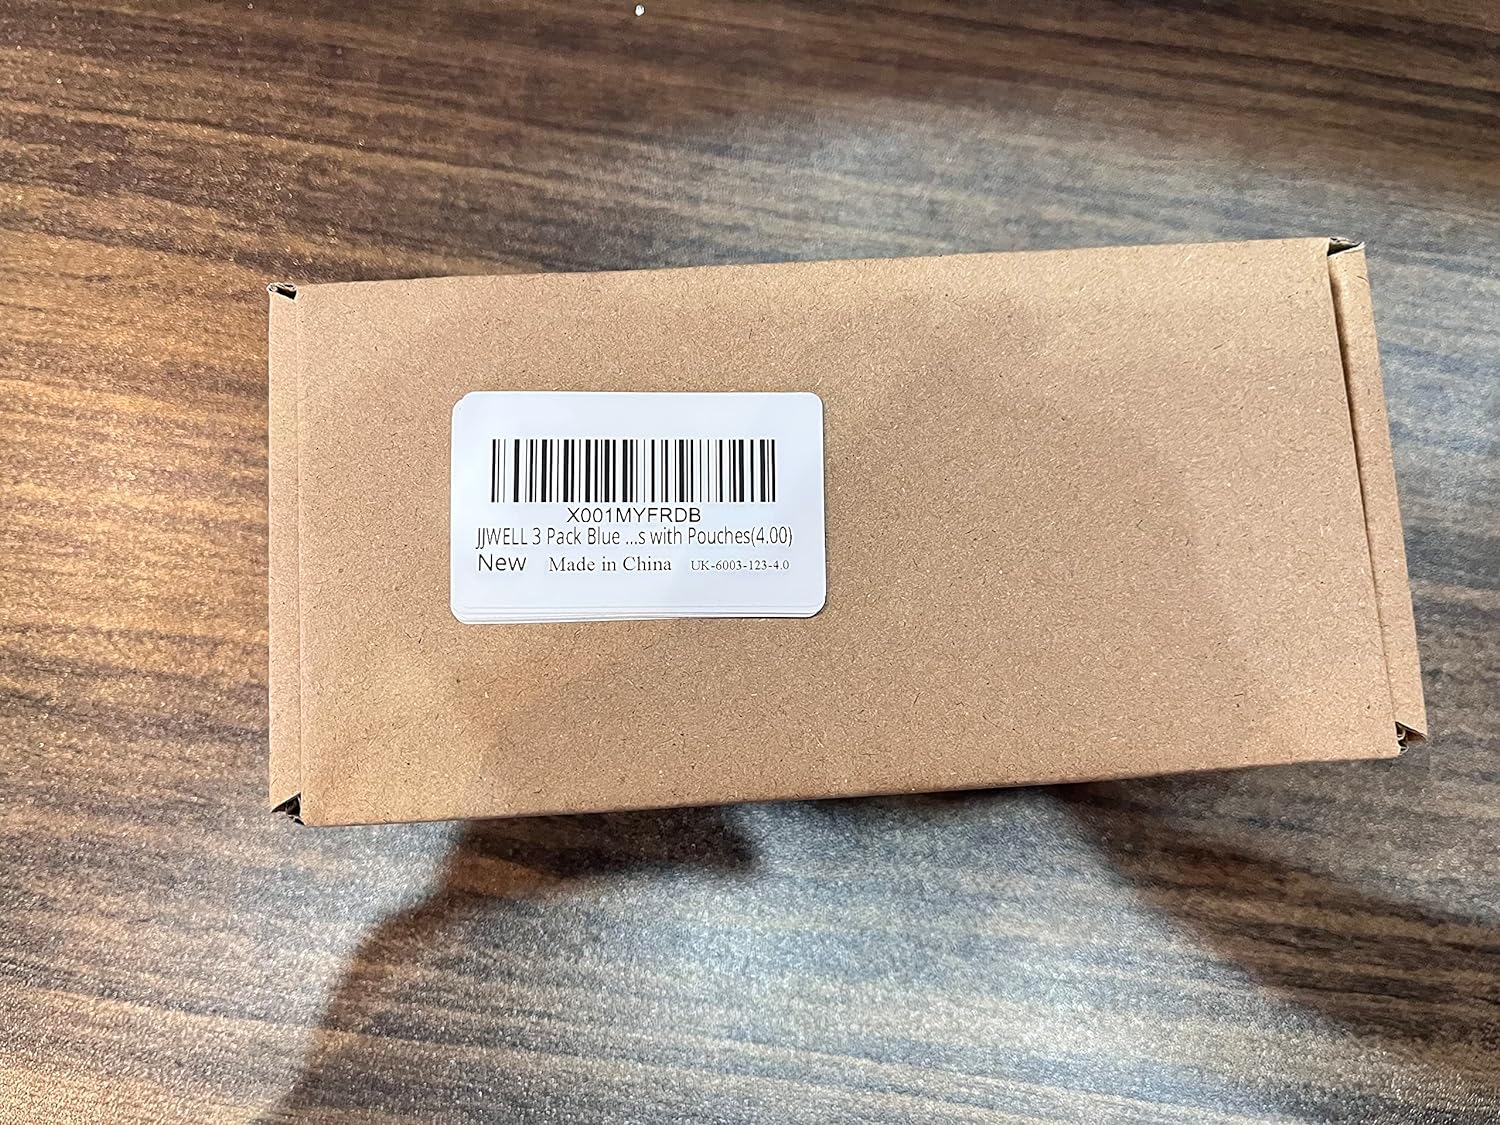 X001MYFRDB
JJWELL 3 Pack Blue ...s with Pouches(4.00)
New Made in China UK-6003-123-4.0